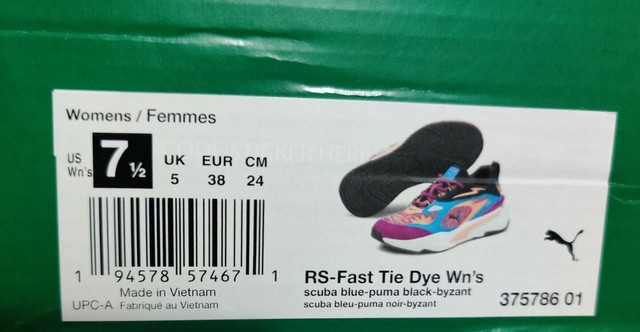 Womens / Femmes
US Wn's 7 ½ UK 5 EUR 38 CM 24
1 94578 57467 1
Made in Vietnam
UPC-A Fabriqué au Vietnam
RS-Fast Tie Dye Wn's
scuba blue-puma black-byzant
scuba bleu-puma noir-byzant
375786 01